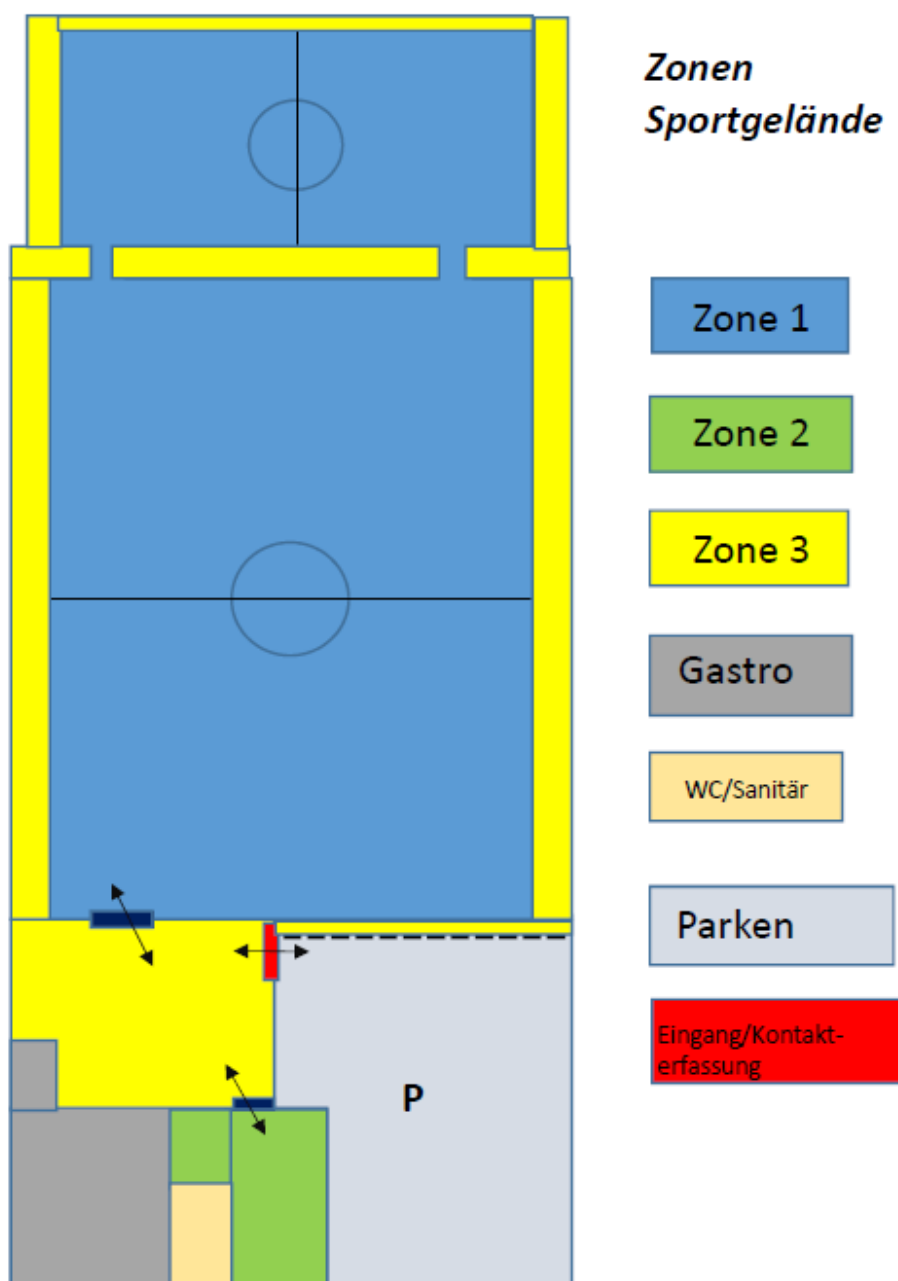 Zonen
Sportgelände
Zone 1
Zone 2
Zone 3
Gastro
WC/Sanitär
Parken
Eingang/Kontakt-
erfassung
P